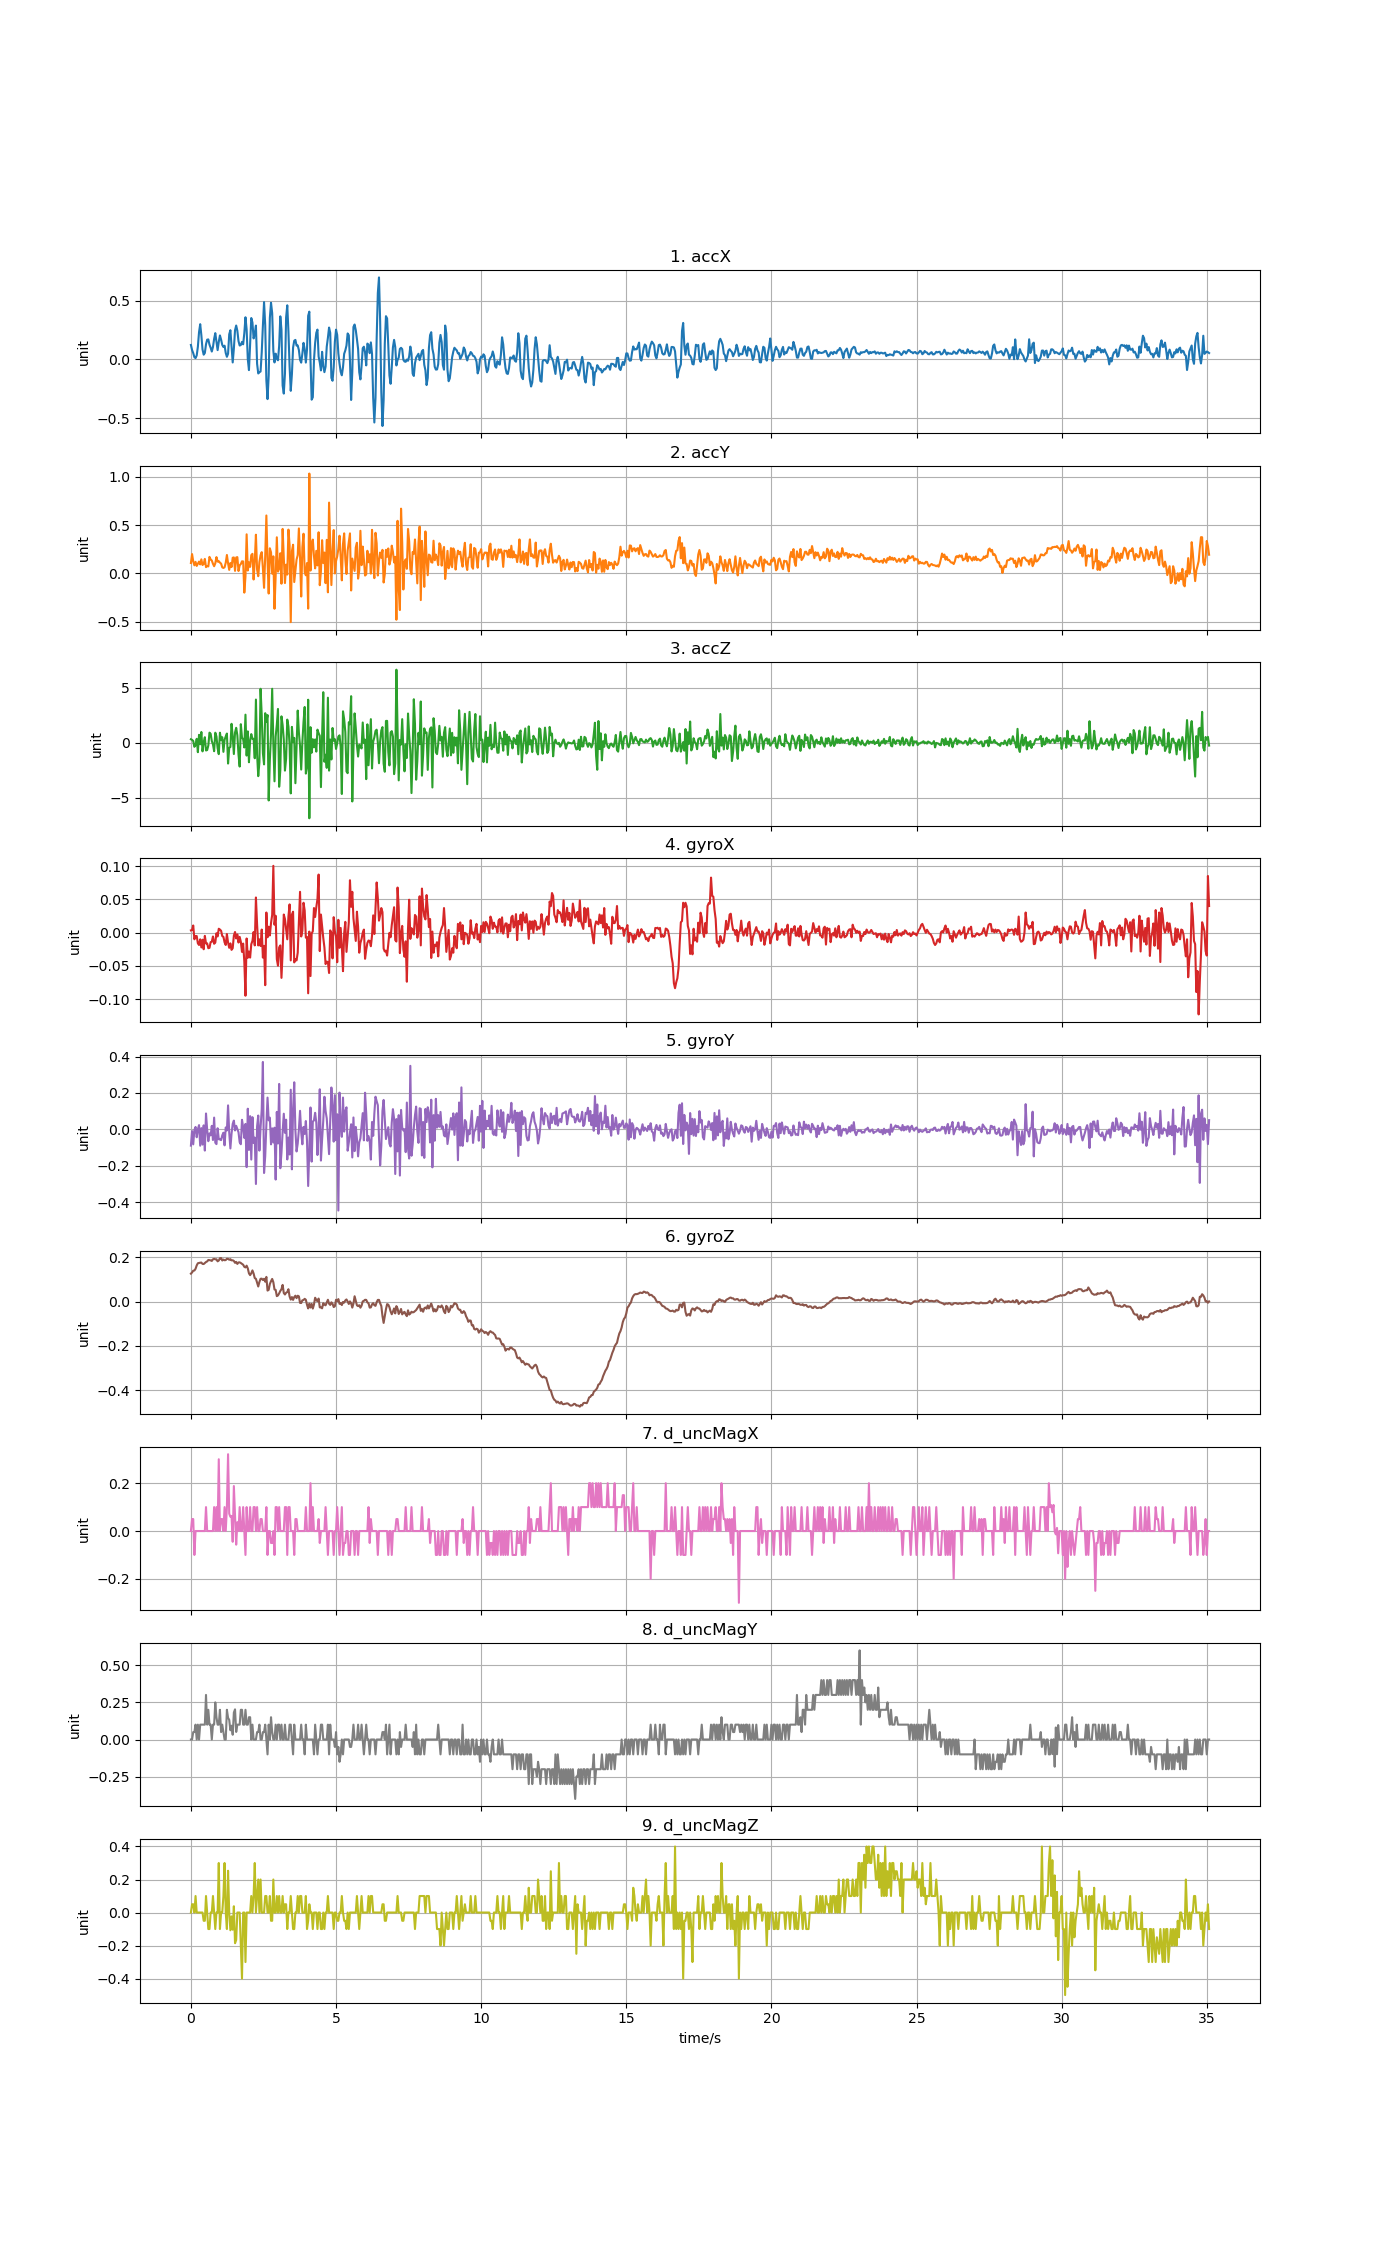 1. accX
0.5
0.0
−0.5
unit
2. accY
1.0
0.5
0.0
−0.5
unit
3. accZ
5
0
−5
unit
4. gyroX
0.10
0.05
0.00
−0.05
−0.10
unit
5. gyroY
0.4
0.2
0.0
−0.2
−0.4
unit
6. gyroZ
0.2
0.0
−0.2
−0.4
unit
7. d_uncMagX
0.2
0.0
−0.2
unit
8. d_uncMagY
0.50
0.25
0.00
−0.25
unit
9. d_uncMagZ
0.4
0.2
0.0
−0.2
−0.4
unit
0 5 10 15 20 25 30 35
time/s